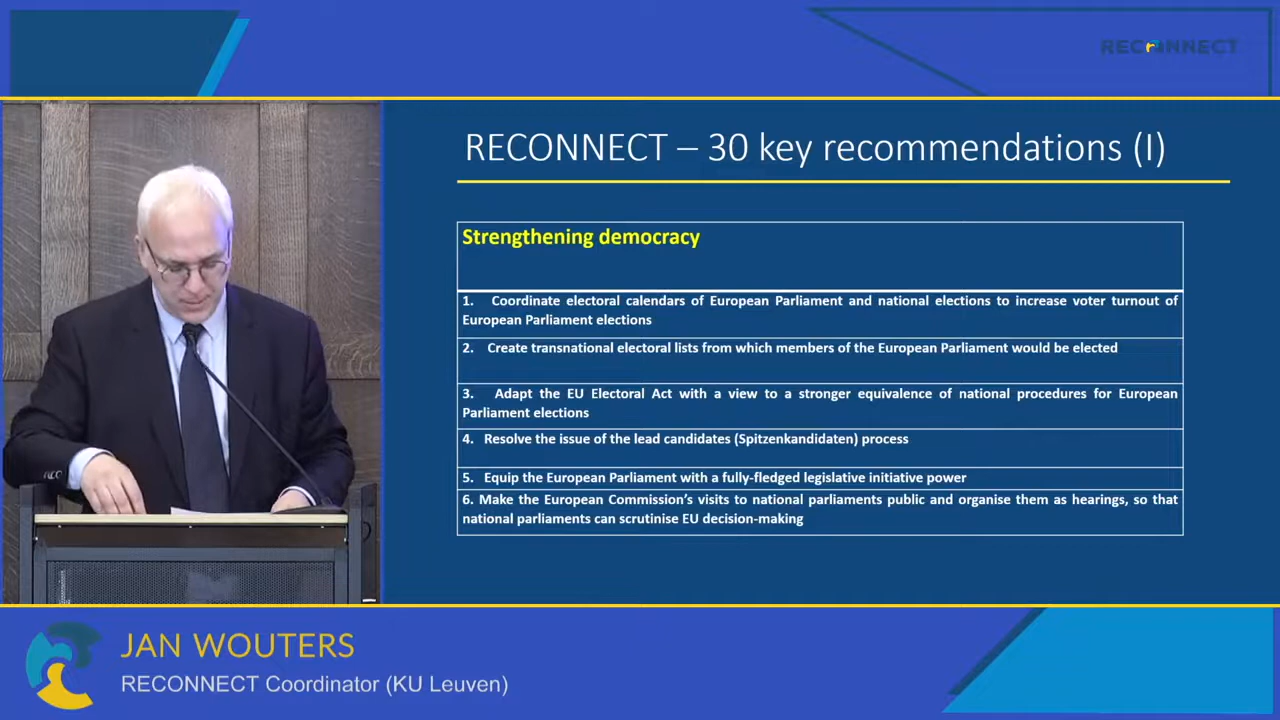 RECONNECT
RECONNECT – 30 key recommendations (I)
Strengthening democracy
1. Coordinate electoral calendars of European Parliament and national elections to increase voter turnout of
European Parliament elections
2. Create transnational electoral lists from which members of the European Parliament would be elected
3. Adapt the EU Electoral Act with a view to a stronger equivalence of national procedures for European
Parliament elections
4. Resolve the issue of the lead candidates (Spitzenkandidaten) process
5. Equip the European Parliament with a fully-fledged legislative initiative power
6. Make the European Commission’s visits to national parliaments public and organise them as hearings, so that
national parliaments can scrutinise EU decision-making
JAN WOUTERS
RECONNECT Coordinator (KU Leuven)